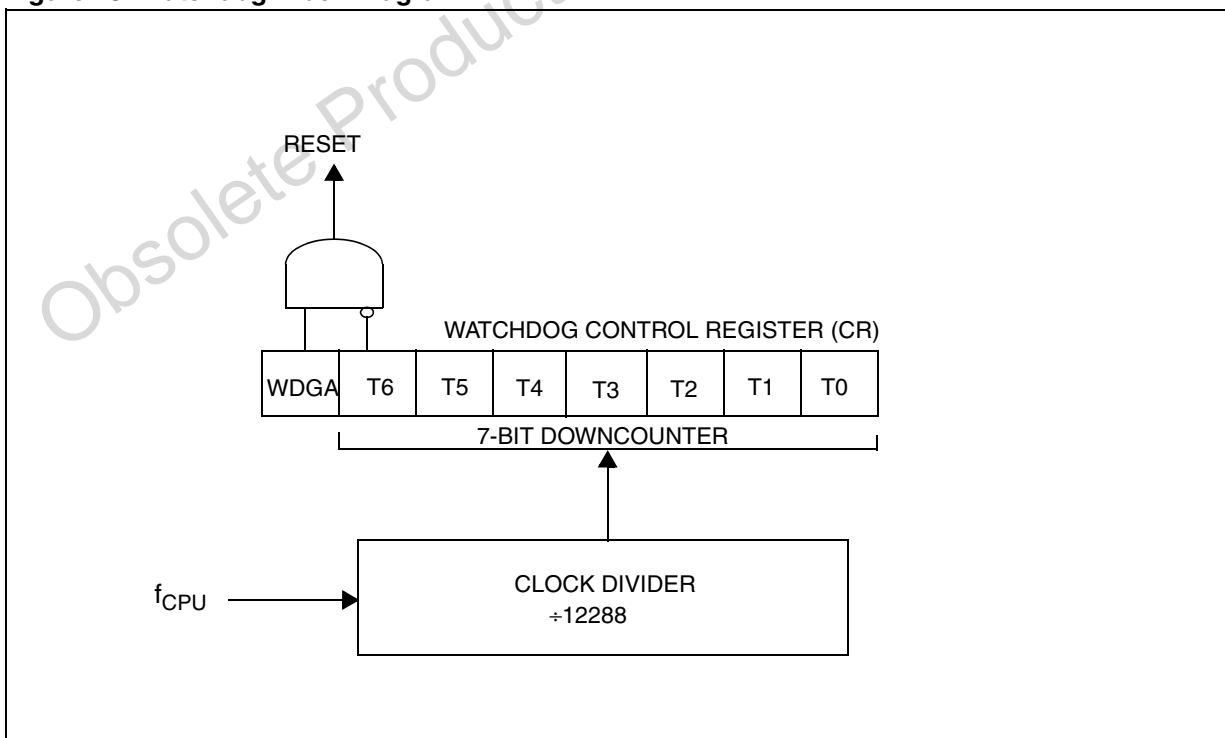 Obsolete Product
RESET
WATCHDOG CONTROL REGISTER (CR)
WDGA T6 T5 T4 T3 T2 T1 T0
7-BIT DOWNCOUNTER
fCPU
CLOCK DIVIDER
÷12288